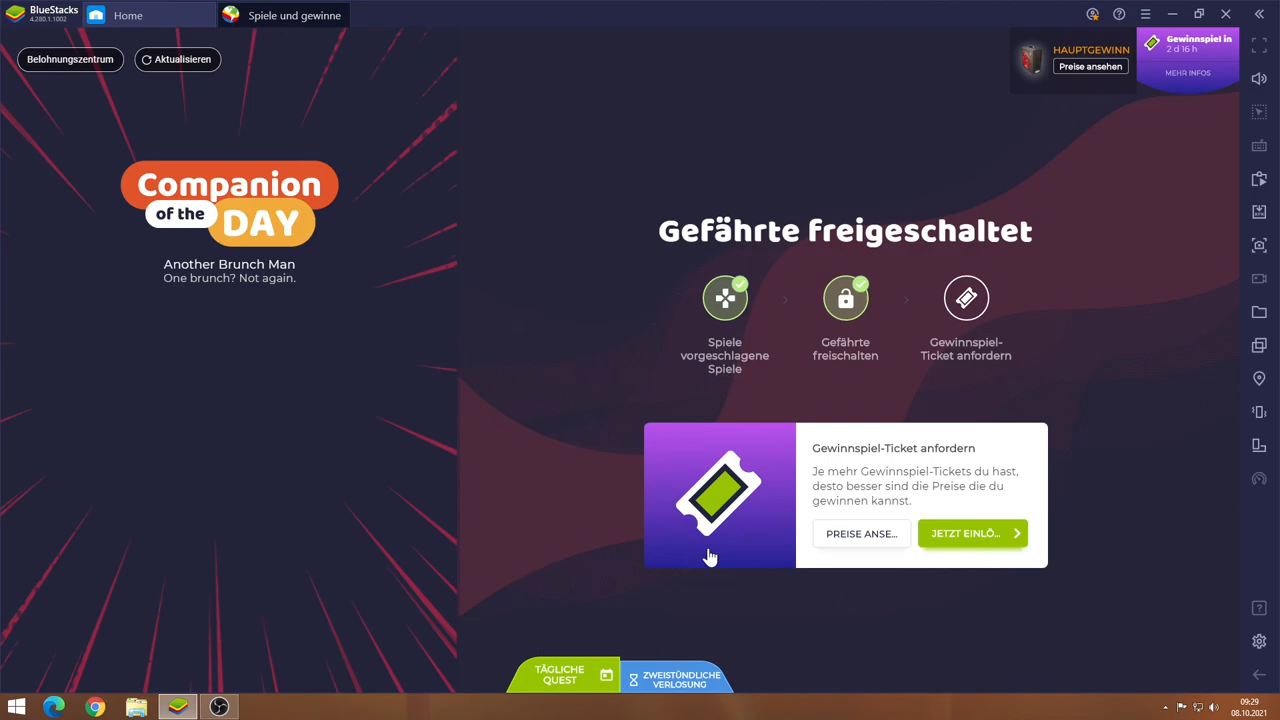 BlueStacks
4.280.1.1002
Home
Spiele und gewinne
Belohnungszentrum
Aktualisieren
HAUPTGEWINN
Preise ansehen
Gewinnspiel in
2 d 16 h
MEHR INFOS
Companion
of the DAY
Another Brunch Man
One brunch? Not again.
Gefährte freigeschaltet
Spiele
vorgeschlagene
Spiele
Gefährte
freischalten
Gewinnspiel-
Ticket anfordern
Gewinnspiel-Ticket anfordern
Je mehr Gewinnspiel-Tickets du hast,
desto besser sind die Preise die du
gewinnen kannst.
PREISE ANSE...
JETZT EINLÖ...
TÄGLICHE
QUEST
ZWEISTÜNDLICHE
VERLOSUNG
09:29
08.10.2021